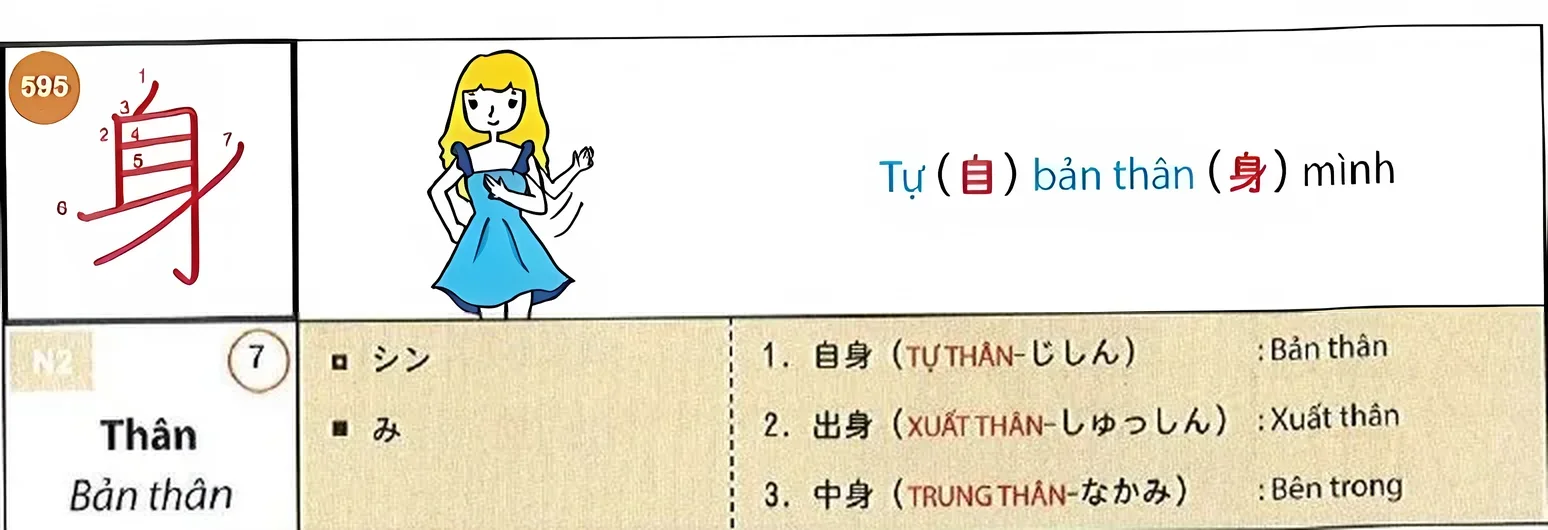 595
身
1
2
3
4
5
6
7
Tự (自) bản thân (身) mình
N2
7
Thân
Bản thân
シン
み
1. 自身 (TỰ THÂN-じしん) : Bản thân
2. 出身 (XUẤT THÂN-しゅっしん) : Xuất thân
3. 中身 (TRUNG THÂN-なかみ) : Bên trong